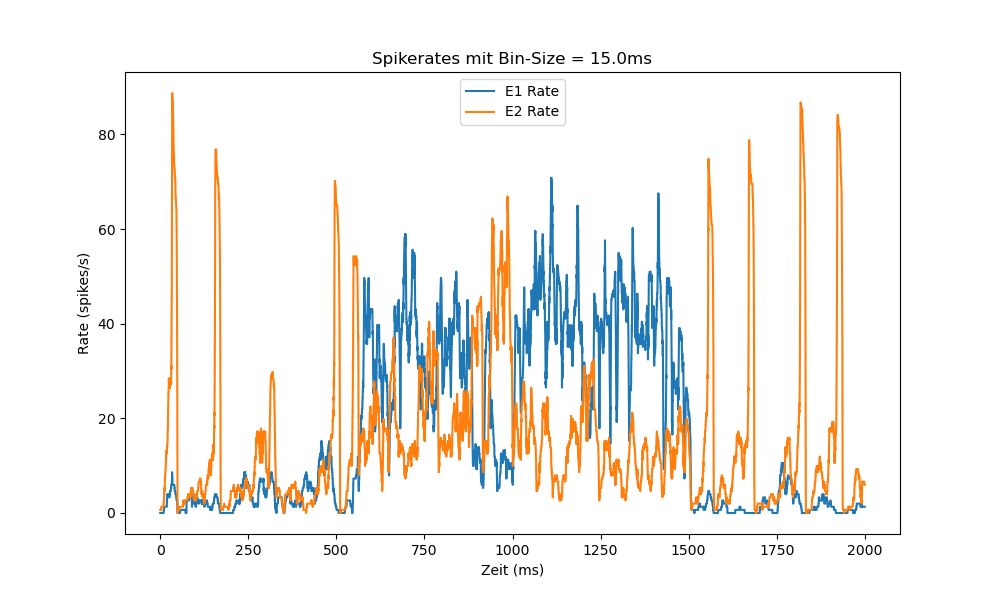 Spikerates mit Bin-Size = 15.0ms
E1 Rate
E2 Rate
Rate (spikes/s)
80
60
40
20
0
0 250 500 750 1000 1250 1500 1750 2000
Zeit (ms)